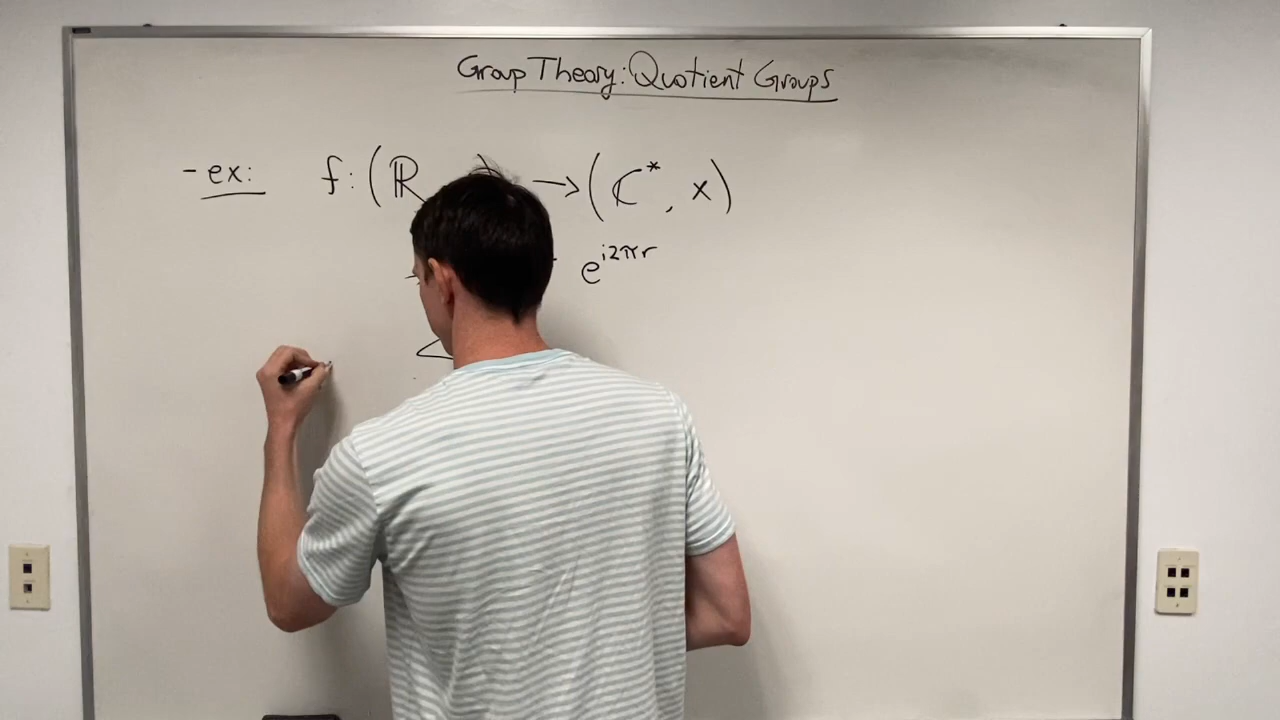 Group Theory: Quotient Groups
- ex: f: (ℝ ) → (ℂ*, x)
e^{i2πr}